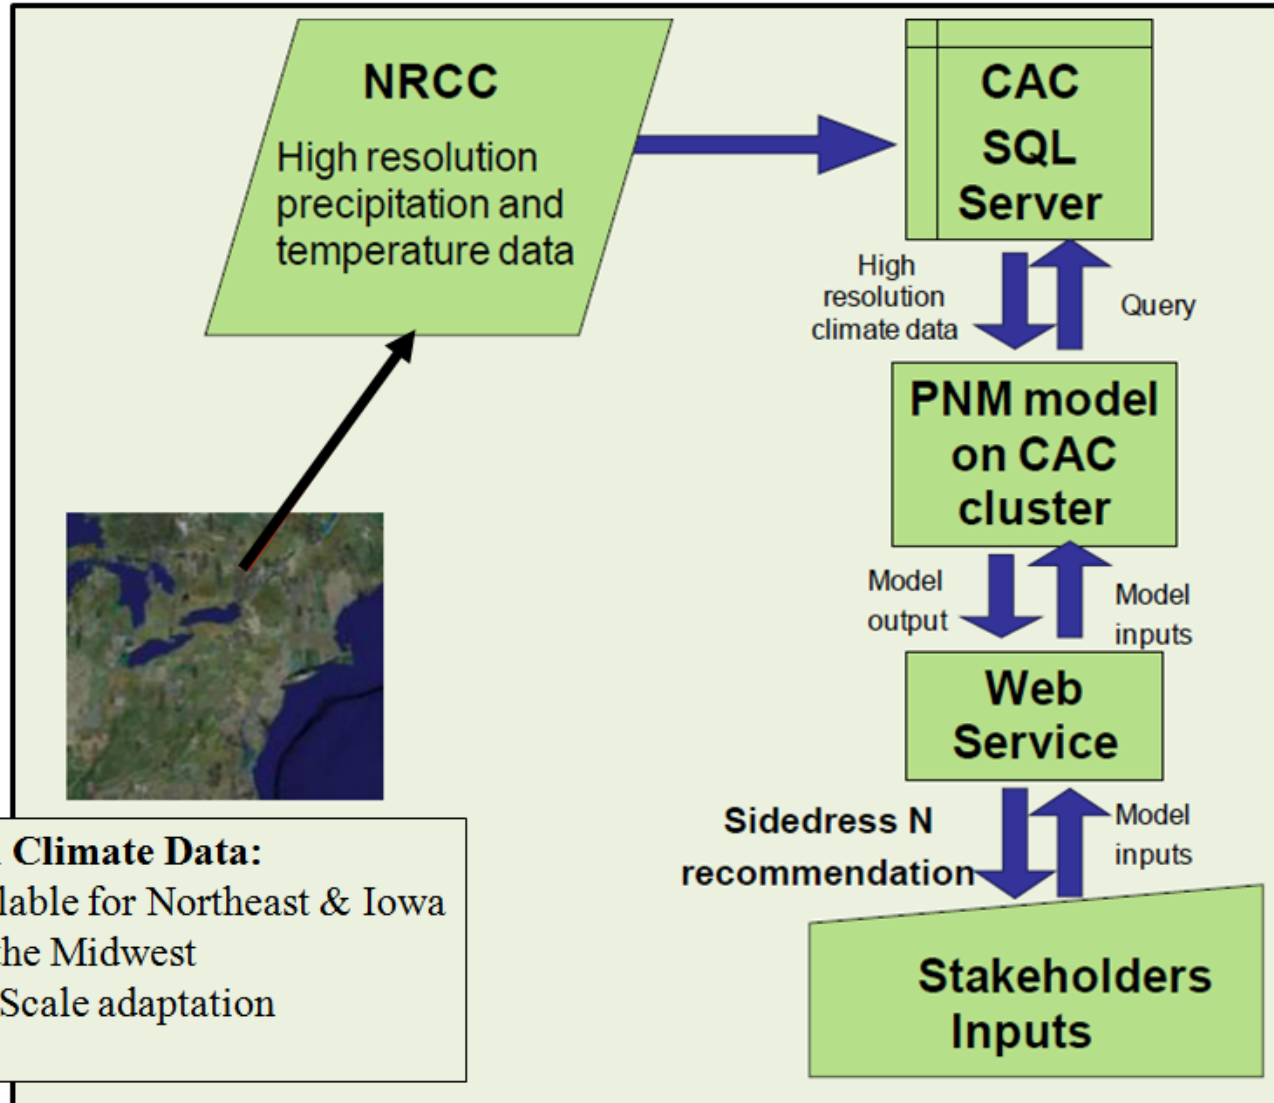 NRCC
High resolution
precipitation and
temperature data
CAC
SQL
Server
High
resolution
climate data
Query
PNM model
on CAC
cluster
Model
output
Model
inputs
Web
Service
Sidedress N
recommendation
Model
inputs
Stakeholders
Inputs
Climate Data:
for Northeast & Iowa
the Midwest
Scale adaptation